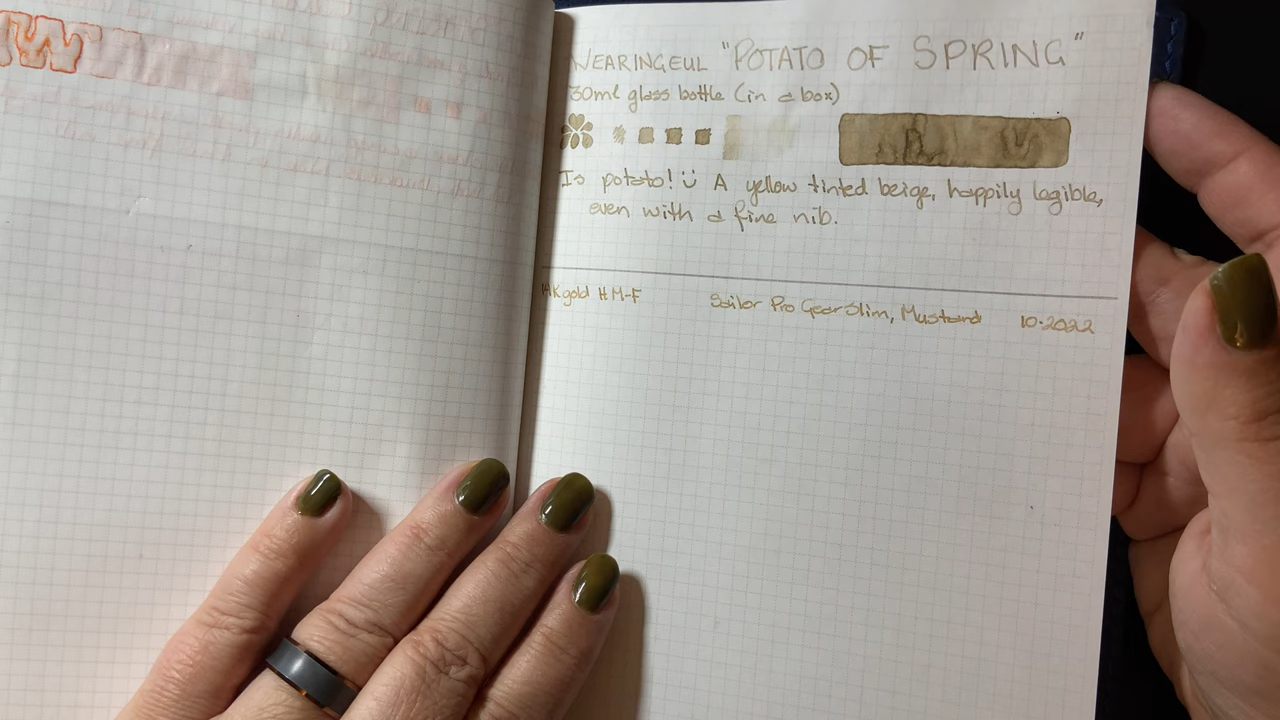 WEARINGEUL "POTATO OF SPRING"
30ml glass bottle (in a box)
Is potato! Ü A yellow tinted beige, happily legible,
even with a fine nib.
14K gold H M-F Sailor Pro Gear Slim, Mustard 10·2022